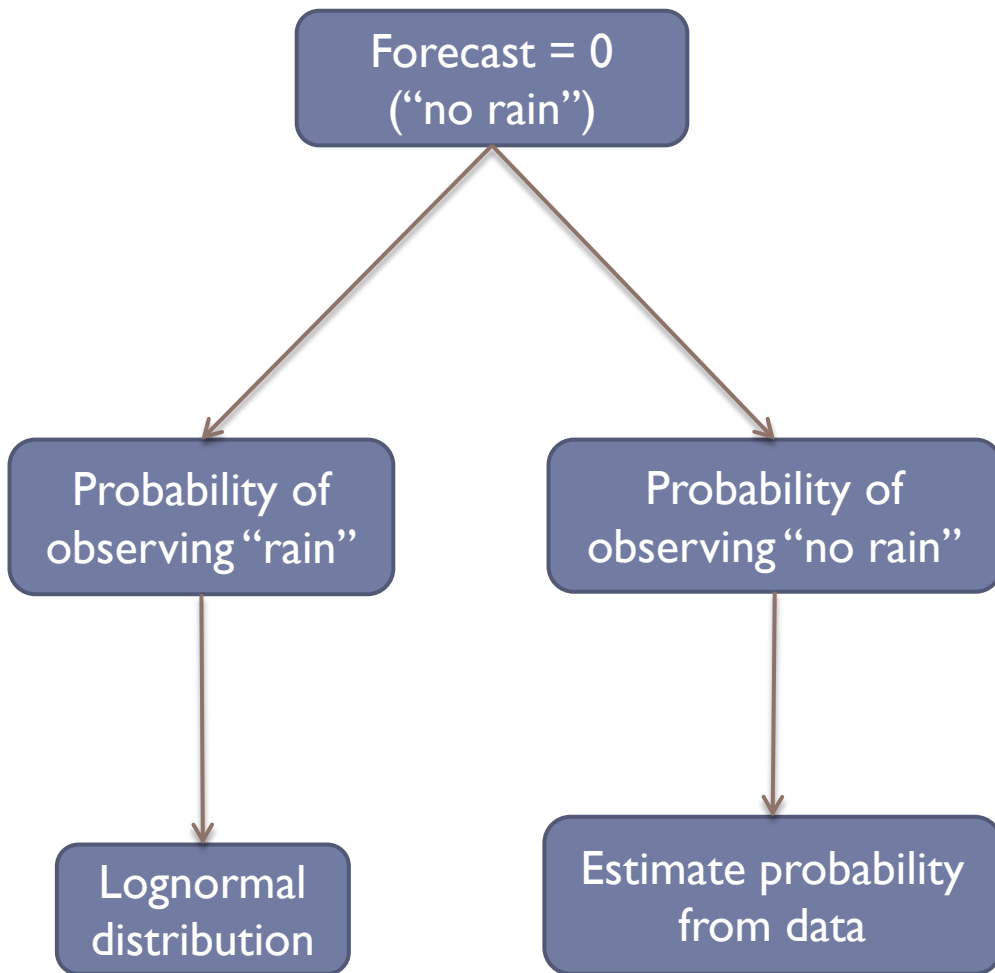 Forecast = 0
(“no rain”)
Probability of
observing “rain”
Probability of
observing “no rain”
Lognormal
distribution
Estimate probability
from data